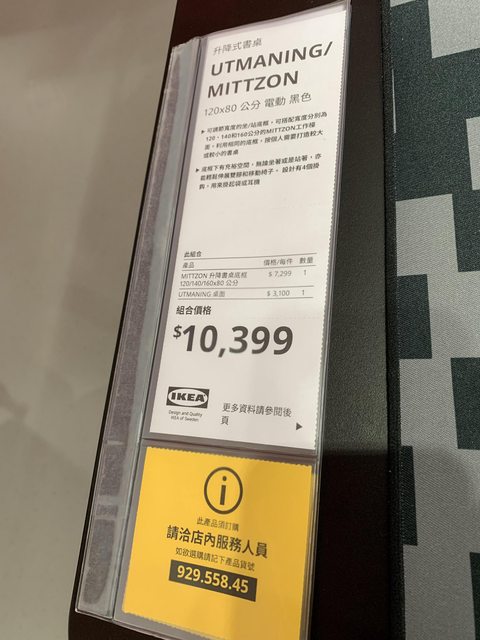 升降式書桌
UTMANING/
MITTZON
120x80 公分 電動 黑色
▶ 可調節寬度的坐/站底框，可搭配寬度分別為
120、140和160公分的MITTZON工作檯
面。利用相同的底框，按個人需要打造較大
或較小的書桌
▶ 底框下有充裕空間，無論坐著或是站著，亦
能輕鬆伸展雙腳和移動椅子。設計有4個掛
鉤，用來掛起袋或耳機
此組合
產品 價格/每件 數量
MITTZON 升降書桌底框 $ 7,299 1
120/140/160x80 公分
UTMANING 桌面 $ 3,100 1
組合價格
$10,399
IKEA
Design and Quality
IKEA of Sweden
更多資料請參閱後
頁
▶
i
此產品須訂購
請洽店內服務人員
如欲選購請記下產品貨號
929.558.45